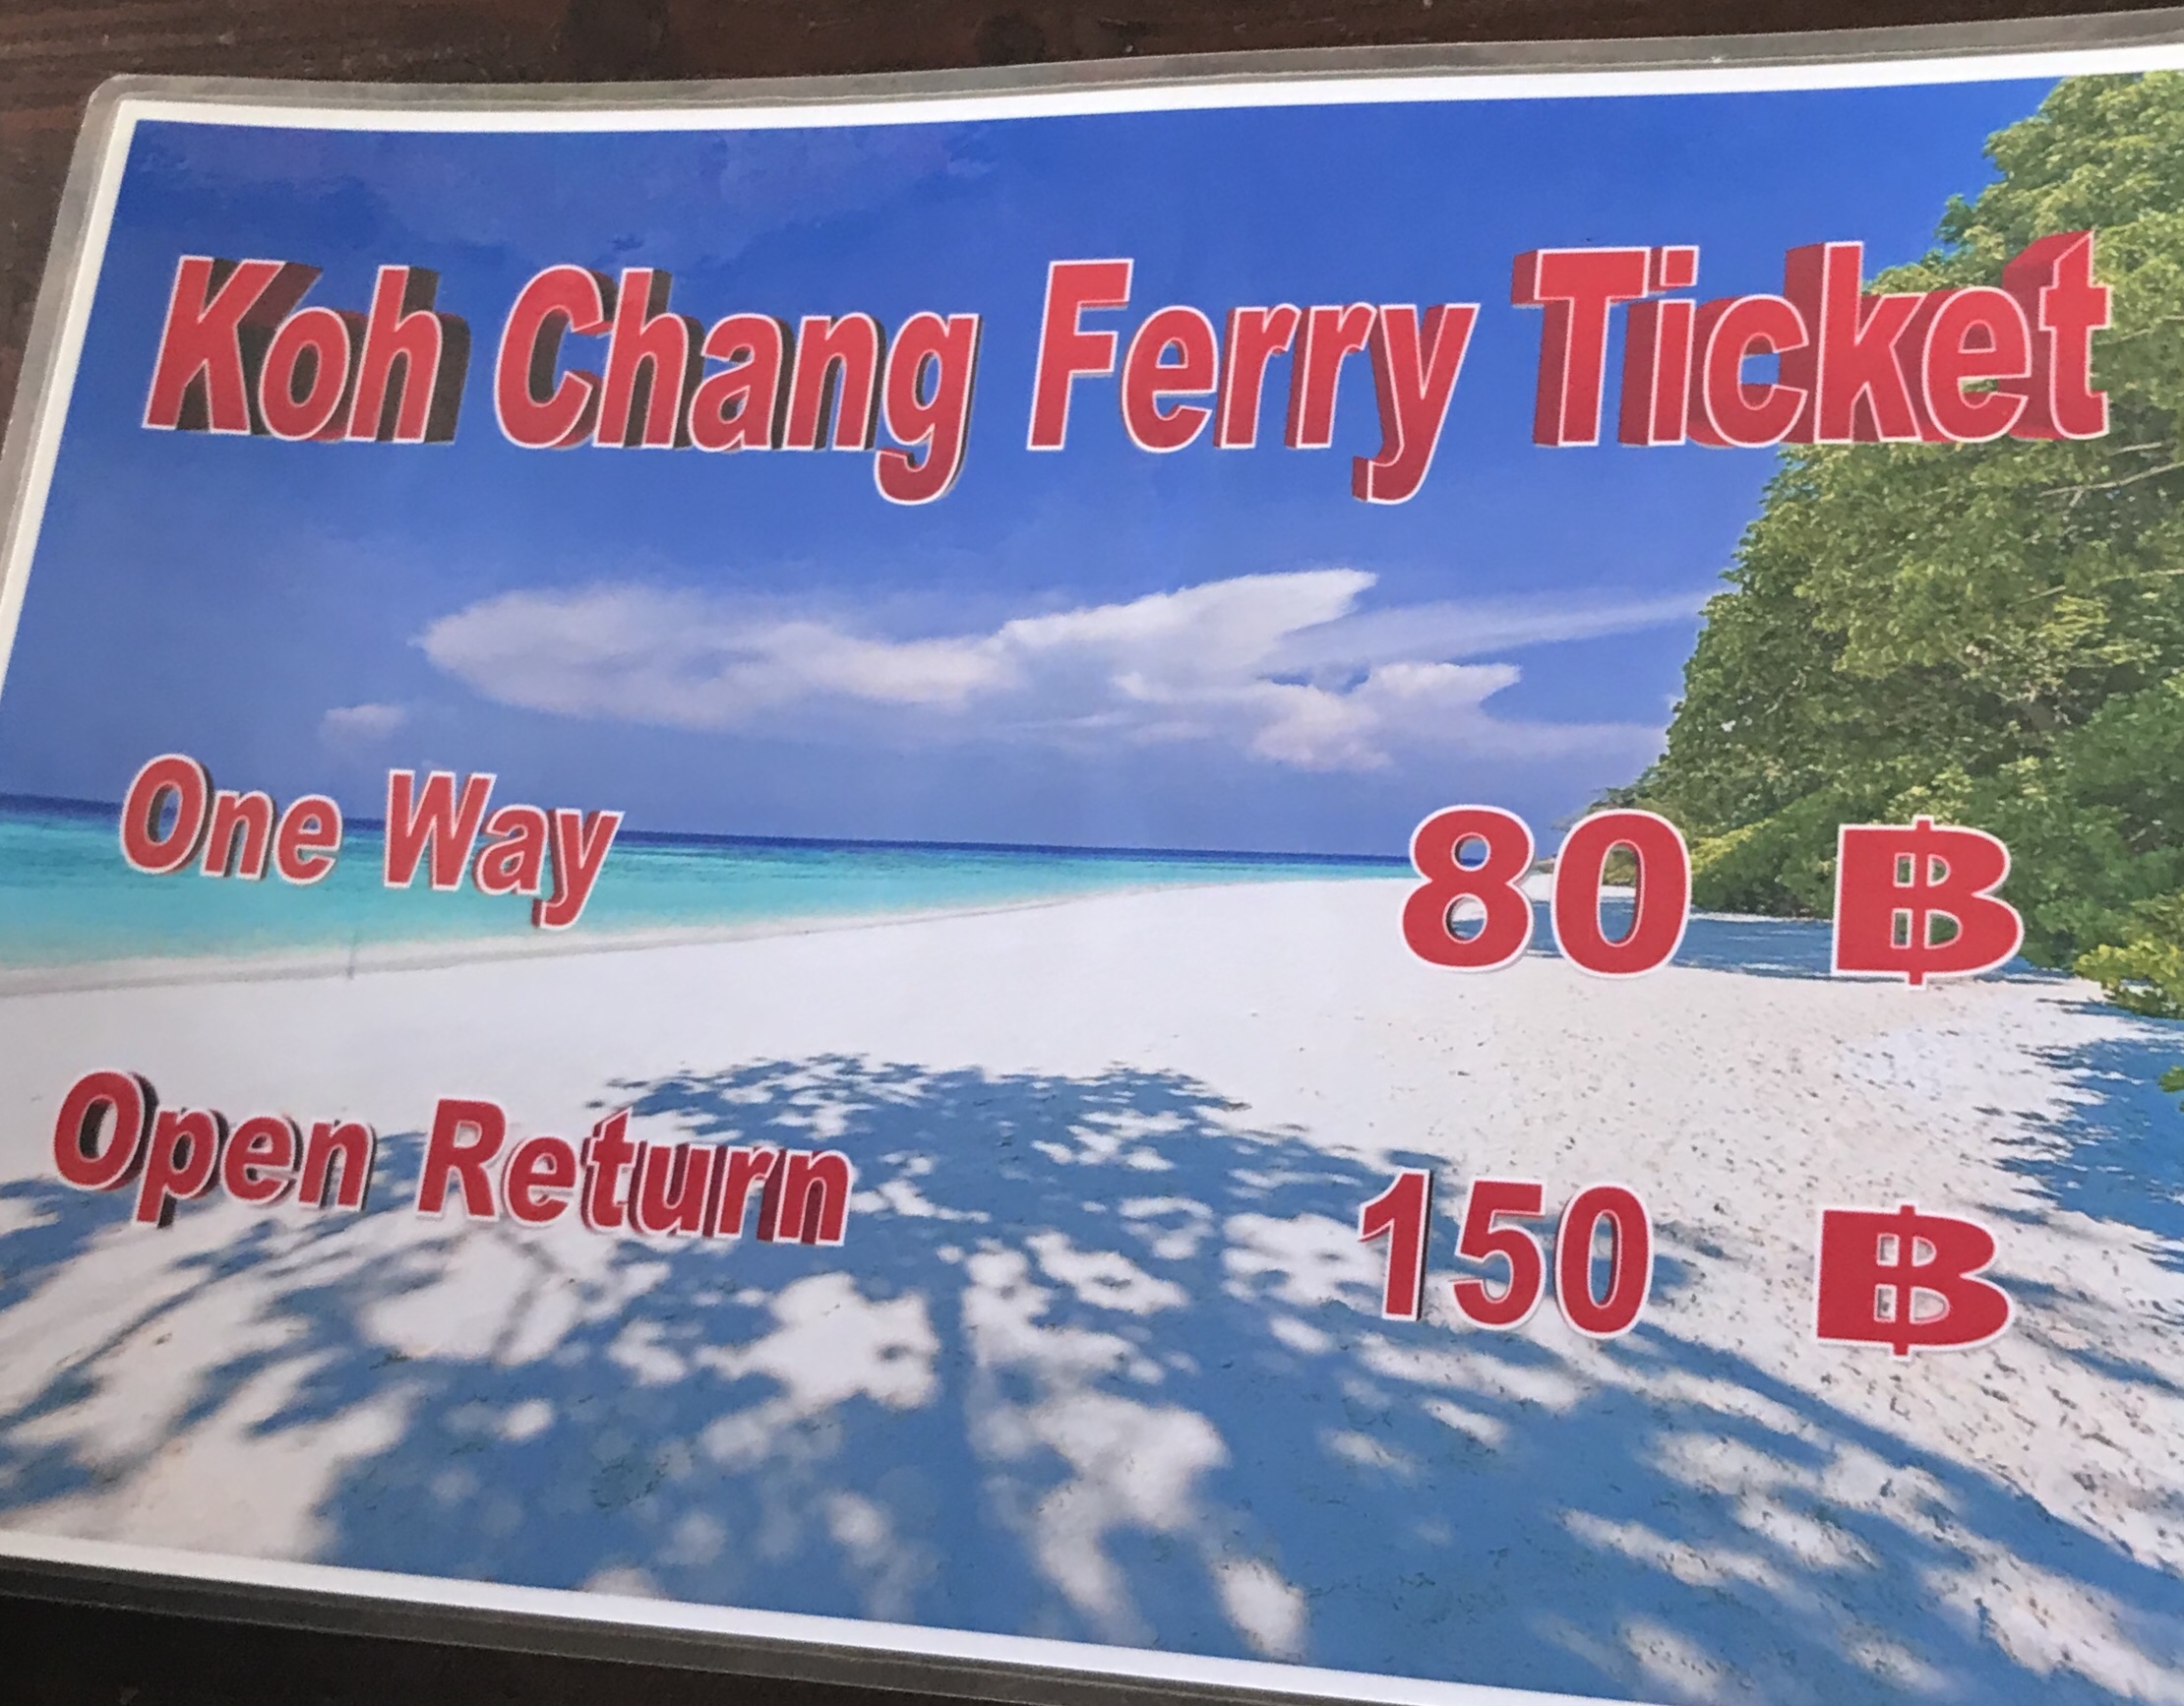 Koh Chang Ferry Ticket
One Way 80 ฿
Open Return 150 ฿